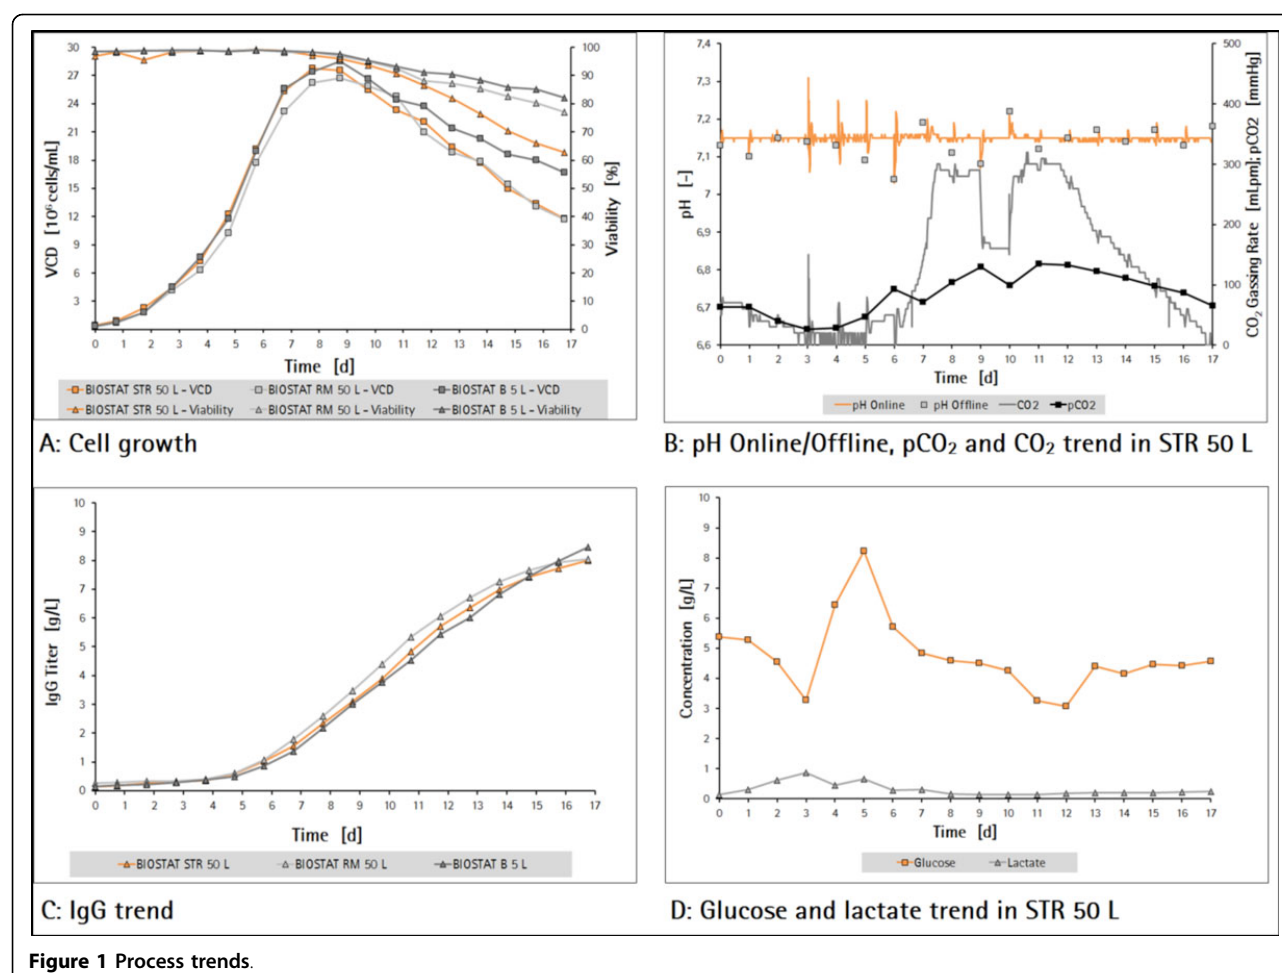 30
27
24
21
18
15
12
9
6
3
VCD [10⁶ cells/mL]
100
90
80
70
60
50
40
30
20
10
0
Viability [%]
0 1 2 3 4 5 6 7 8 9 10 11 12 13 14 15 16 17
Time [d]
BIOSTAT STR 50 L – VCD BIOSTAT RM 50 L – VCD BIOSTAT B 5 L – VCD
BIOSTAT STR 50 L – Viability BIOSTAT RM 50 L – Viability BIOSTAT B 5 L – Viability
A: Cell growth
7,4
7,3
7,2
7,1
7
6,9
6,8
6,7
6,6
pH [-]
500
400
300
200
100
0
CO₂ Gassing Rate [mLpm]; pCO2 [mmHg]
0 1 2 3 4 5 6 7 8 9 10 11 12 13 14 15 16 17
Time [d]
pH Online pH Offline CO2 pCO2
B: pH Online/Offline, pCO₂ and CO₂ trend in STR 50 L
10
9
8
7
6
5
4
3
2
1
0
IgG Titer [g/L]
0 1 2 3 4 5 6 7 8 9 10 11 12 13 14 15 16 17
Time [d]
BIOSTAT STR 50 L BIOSTAT RM 50 L BIOSTAT B 5 L
C: IgG trend
10
9
8
7
6
5
4
3
2
1
0
Concentration [g/L]
0 1 2 3 4 5 6 7 8 9 10 11 12 13 14 15 16 17
Time [d]
Glucose Lactate
D: Glucose and lactate trend in STR 50 L
Figure 1 Process trends.